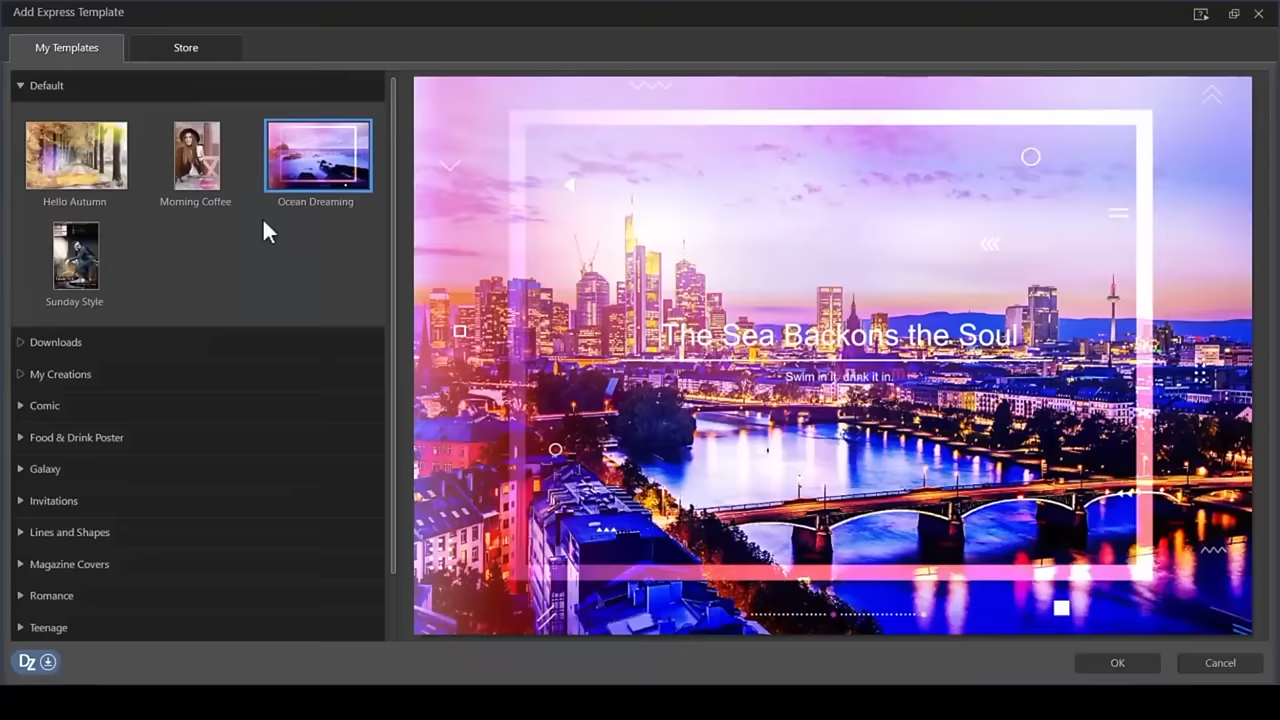 Add Express Template
My Templates
Store
Default
Hello Autumn
Morning Coffee
Ocean Dreaming
Sunday Style
Downloads
My Creations
Comic
Food & Drink Poster
Galaxy
Invitations
Lines and Shapes
Magazine Covers
Romance
Teenage
The Sea Backons the Soul
Swim in it, drink it in.
DZ
OK
Cancel